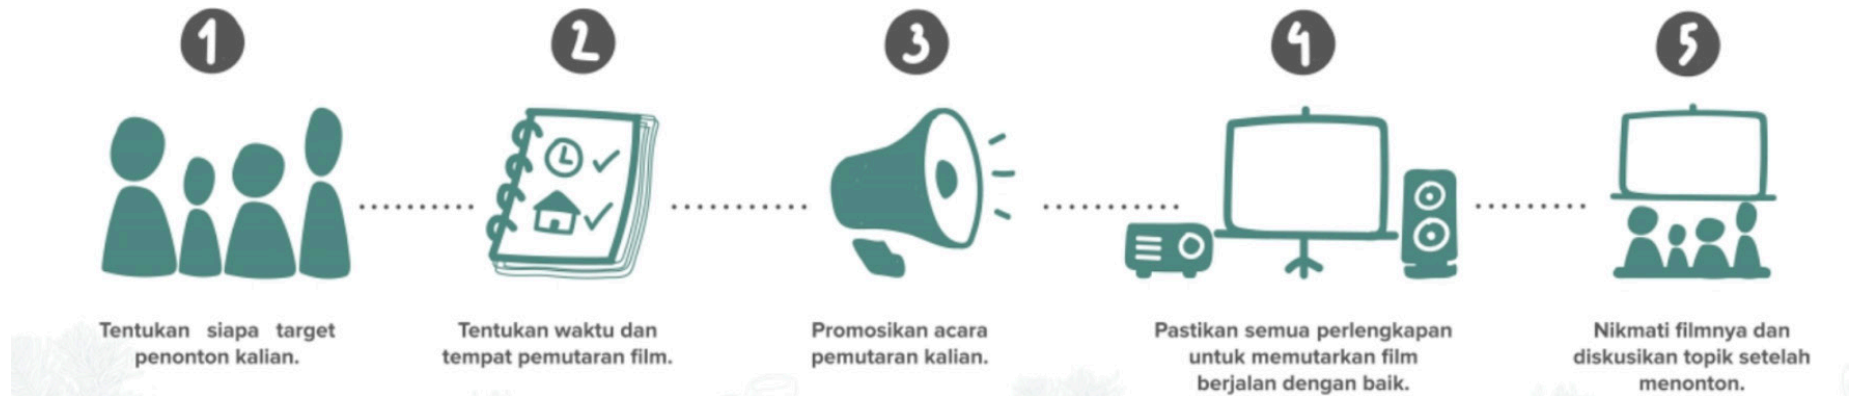 1
2
3
4
5
Tentukan siapa target
penonton kalian.
Tentukan waktu dan
tempat pemutaran film.
Promosikan acara
pemutaran kalian.
Pastikan semua perlengkapan
untuk memutarkan film
berjalan dengan baik.
Nikmati filmnya dan
diskusikan topik setelah
menonton.